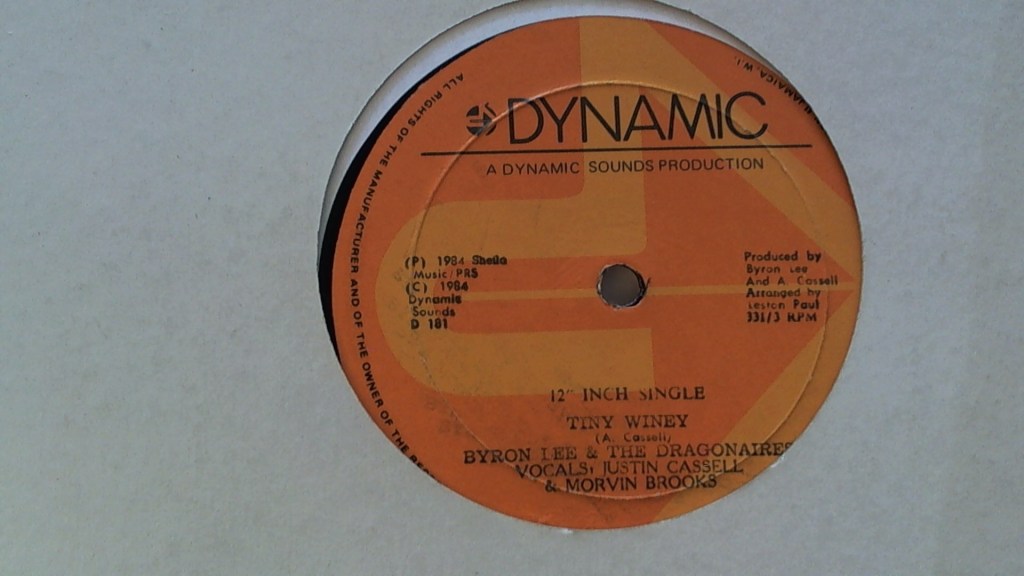 ALL RIGHTS OF THE MANUFACTURER AND OF THE OWNER OF THE
JAMAICA, W.I.
DYNAMIC
A DYNAMIC SOUNDS PRODUCTION
(P) 1984 Sheila
Music/PRS
(C) 1984
Dynamic
Sounds
D 181
Produced by
Byron Lee
And A. Cassell
Arranged by
Leston Paul
331/3 RPM
12" INCH SINGLE
TINY WINEY
(A. Cassell)
BYRON LEE & THE DRAGONAIRES
VOCALS: JUSTIN CASSELL
& MORVIN BROOKS